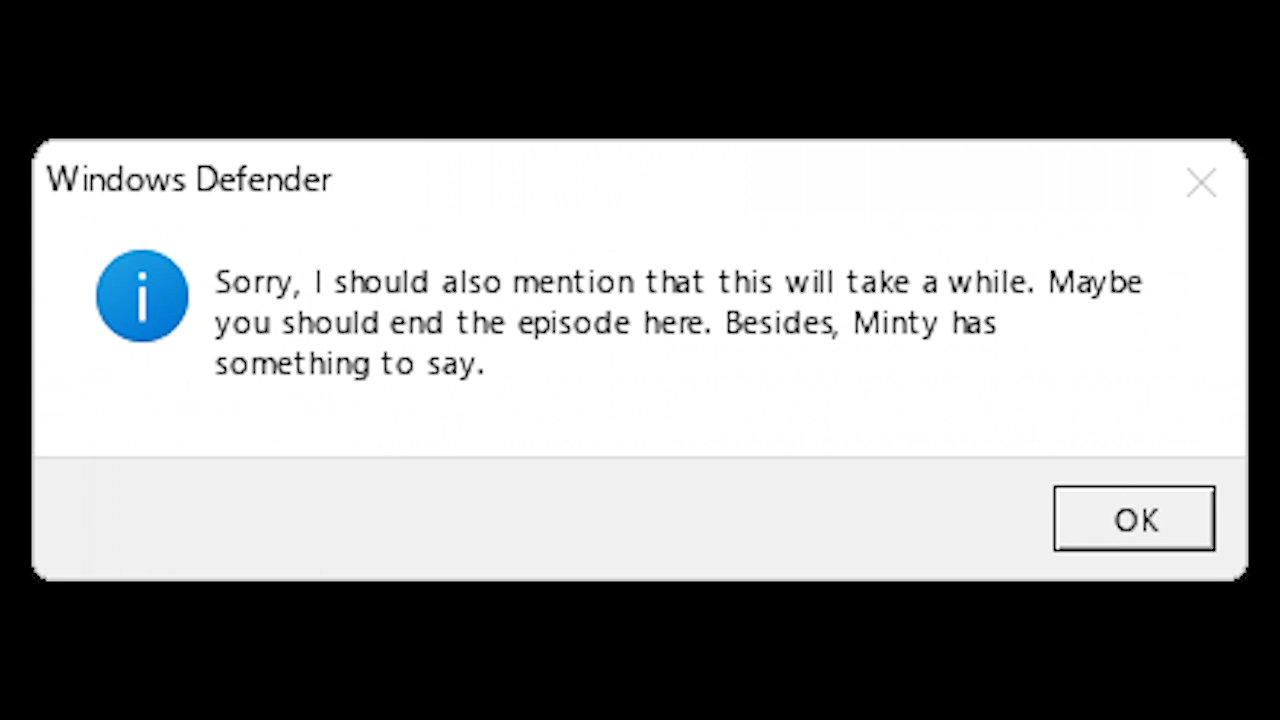 Windows Defender
Sorry, I should also mention that this will take a while. Maybe
you should end the episode here. Besides, Minty has
something to say.
OK